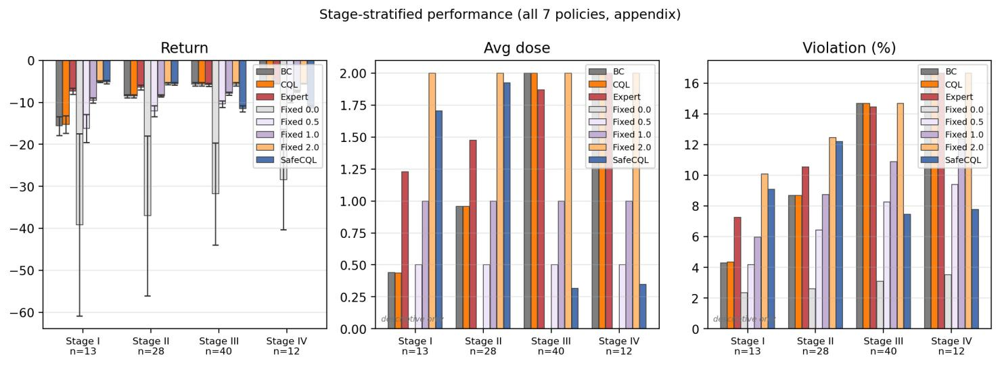 Stage-stratified performance (all 7 policies, appendix)
Return
0
−10
−20
−30
−40
−50
−60
BC
CQL
Expert
Fixed 0.0
Fixed 0.5
Fixed 1.0
Fixed 2.0
SafeCQL
Stage I
n=13
Stage II
n=28
Stage III
n=40
Stage IV
n=12
Avg dose
2.00
1.75
1.50
1.25
1.00
0.75
0.50
0.25
0.00
BC
CQL
Expert
Fixed 0.0
Fixed 0.5
Fixed 1.0
Fixed 2.0
SafeCQL
descriptive only
Stage I
n=13
Stage II
n=28
Stage III
n=40
Stage IV
n=12
Violation (%)
16
14
12
10
8
6
4
2
0
BC
CQL
Expert
Fixed 0.0
Fixed 0.5
Fixed 1.0
Fixed 2.0
SafeCQL
descriptive only
Stage I
n=13
Stage II
n=28
Stage III
n=40
Stage IV
n=12